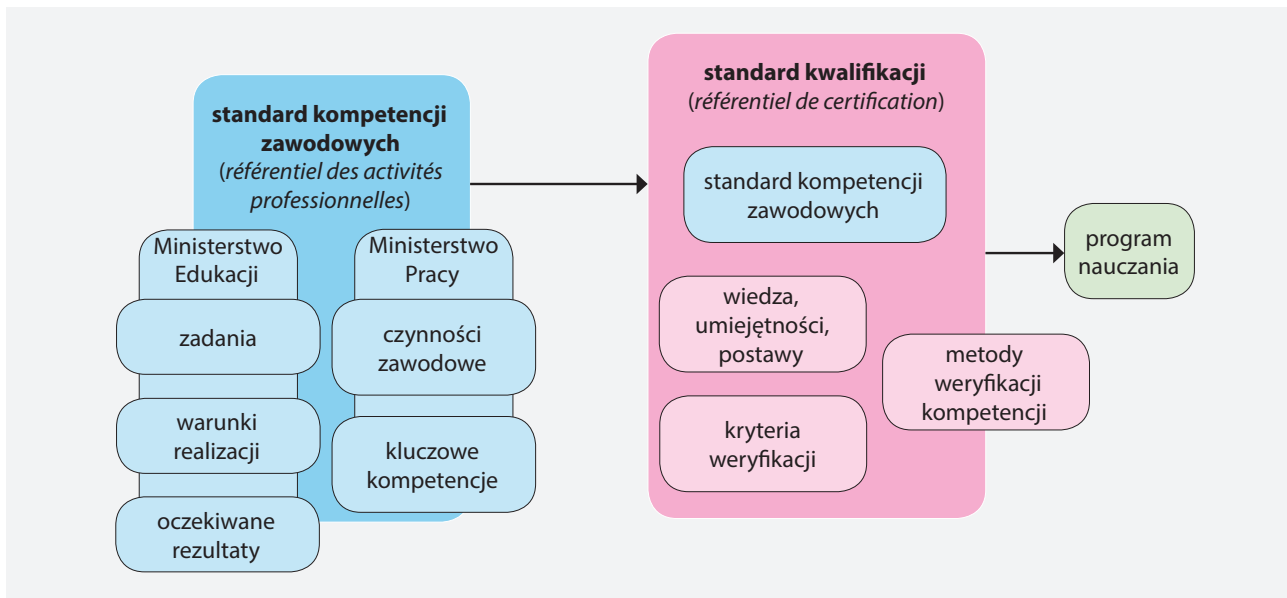 standard kompetencji
zawodowych
(référentiel des activités
professionnelles)
Ministerstwo
Edukacji
zadania
warunki
realizacji
oczekiwane
rezultaty
Ministerstwo
Pracy
czynności
zawodowe
kluczowe
kompetencje
standard kwalifikacji
(référentiel de certification)
standard kompetencji
zawodowych
wiedza,
umiejętności,
postawy
kryteria
weryfikacji
metody
weryfikacji
kompetencji
program
nauczania